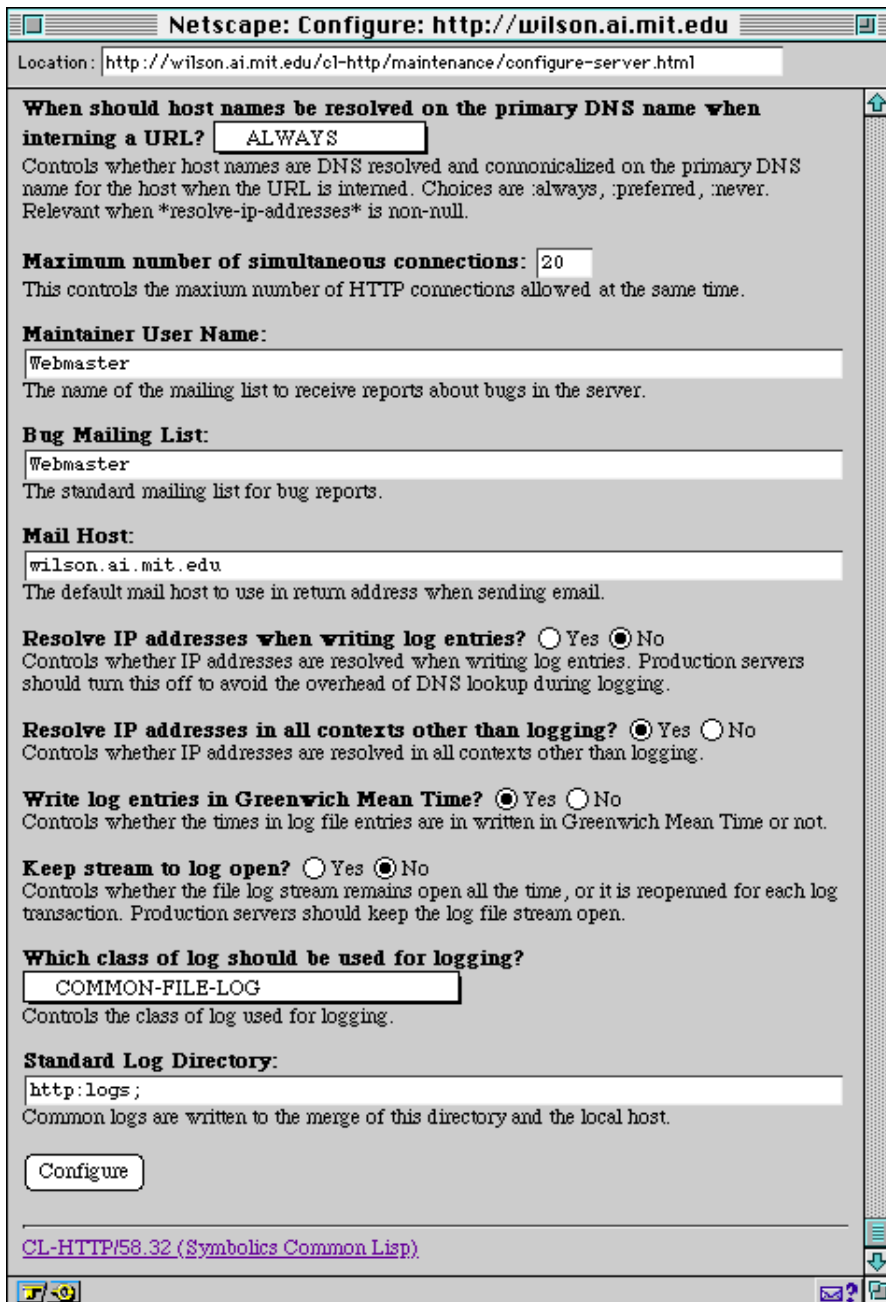 Netscape: Configure: http://wilson.ai.mit.edu
Location: http://wilson.ai.mit.edu/cl-http/maintenance/configure-server.html
When should host names be resolved on the primary DNS name when
interning a URL? ALWAYS
Controls whether host names are DNS resolved and connonicalized on the primary DNS
name for the host when the URL is interned. Choices are :always, :preferred, :never.
Relevant when *resolve-ip-addresses* is non-null.
Maximum number of simultaneous connections: 20
This controls the maxium number of HTTP connections allowed at the same time.
Maintainer User Name:
Webmaster
The name of the mailing list to receive reports about bugs in the server.
Bug Mailing List:
Webmaster
The standard mailing list for bug reports.
Mail Host:
wilson.ai.mit.edu
The default mail host to use in return address when sending email.
Resolve IP addresses when writing log entries? Yes No
Controls whether IP addresses are resolved when writing log entries. Production servers
should turn this off to avoid the overhead of DNS lookup during logging.
Resolve IP addresses in all contexts other than logging? Yes No
Controls whether IP addresses are resolved in all contexts other than logging.
Write log entries in Greenwich Mean Time? Yes No
Controls whether the times in log file entries are in written in Greenwich Mean Time or not.
Keep stream to log open? Yes No
Controls whether the file log stream remains open all the time, or it is reopenned for each log
transaction. Production servers should keep the log file stream open.
Which class of log should be used for logging?
COMMON-FILE-LOG
Controls the class of log used for logging.
Standard Log Directory:
http:logs;
Common logs are written to the merge of this directory and the local host.
Configure
CL-HTTP/58.32 (Symbolics Common Lisp)
?